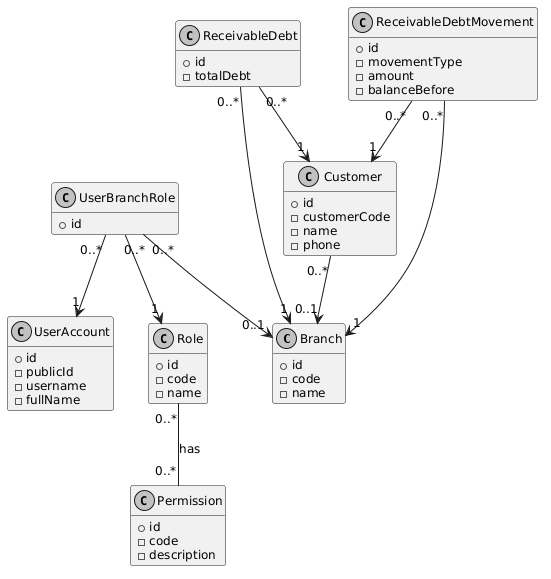 C ReceivableDebt
id
totalDebt
C ReceivableDebtMovement
id
movementType
amount
balanceBefore
0..*
0..*
0..*
0..*
1
1
C Customer
id
customerCode
name
phone
C UserBranchRole
id
0..*
0..*
0..*
0..*
1
1
0..1
1
0..1
1
C UserAccount
id
publicId
username
fullName
C Role
id
code
name
C Branch
id
code
name
0..*
has
0..*
C Permission
id
code
description